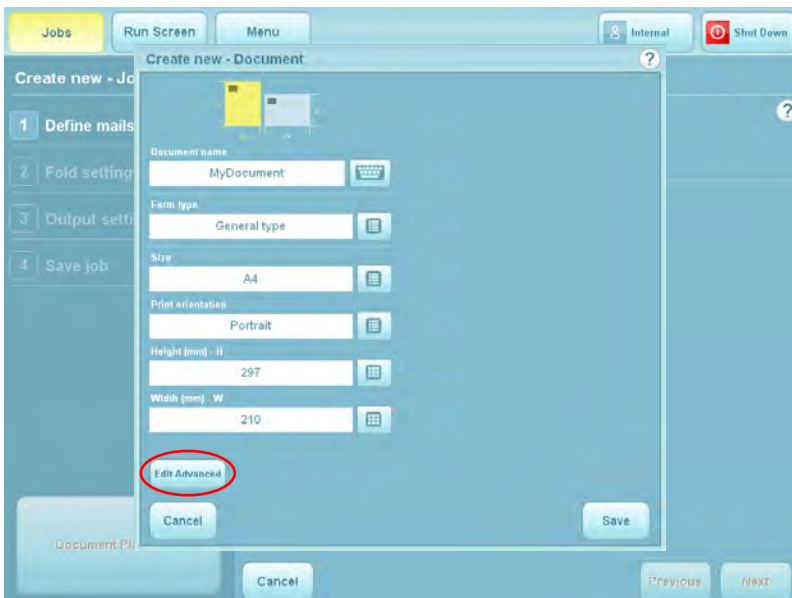 Jobs
Run Screen
Menu
Internal
Shut Down
Create new - Jo
Create new - Document
?
?
1 Define mails
2 Fold setting
3 Output setti
4 Save job
Document name
MyDocument
Form type
General type
Size
A4
Print orientation
Portrait
Height (mm) - H
297
Width (mm) - W
210
Edit Advanced
Cancel
Save
Document Pl
Cancel
Previous
Next